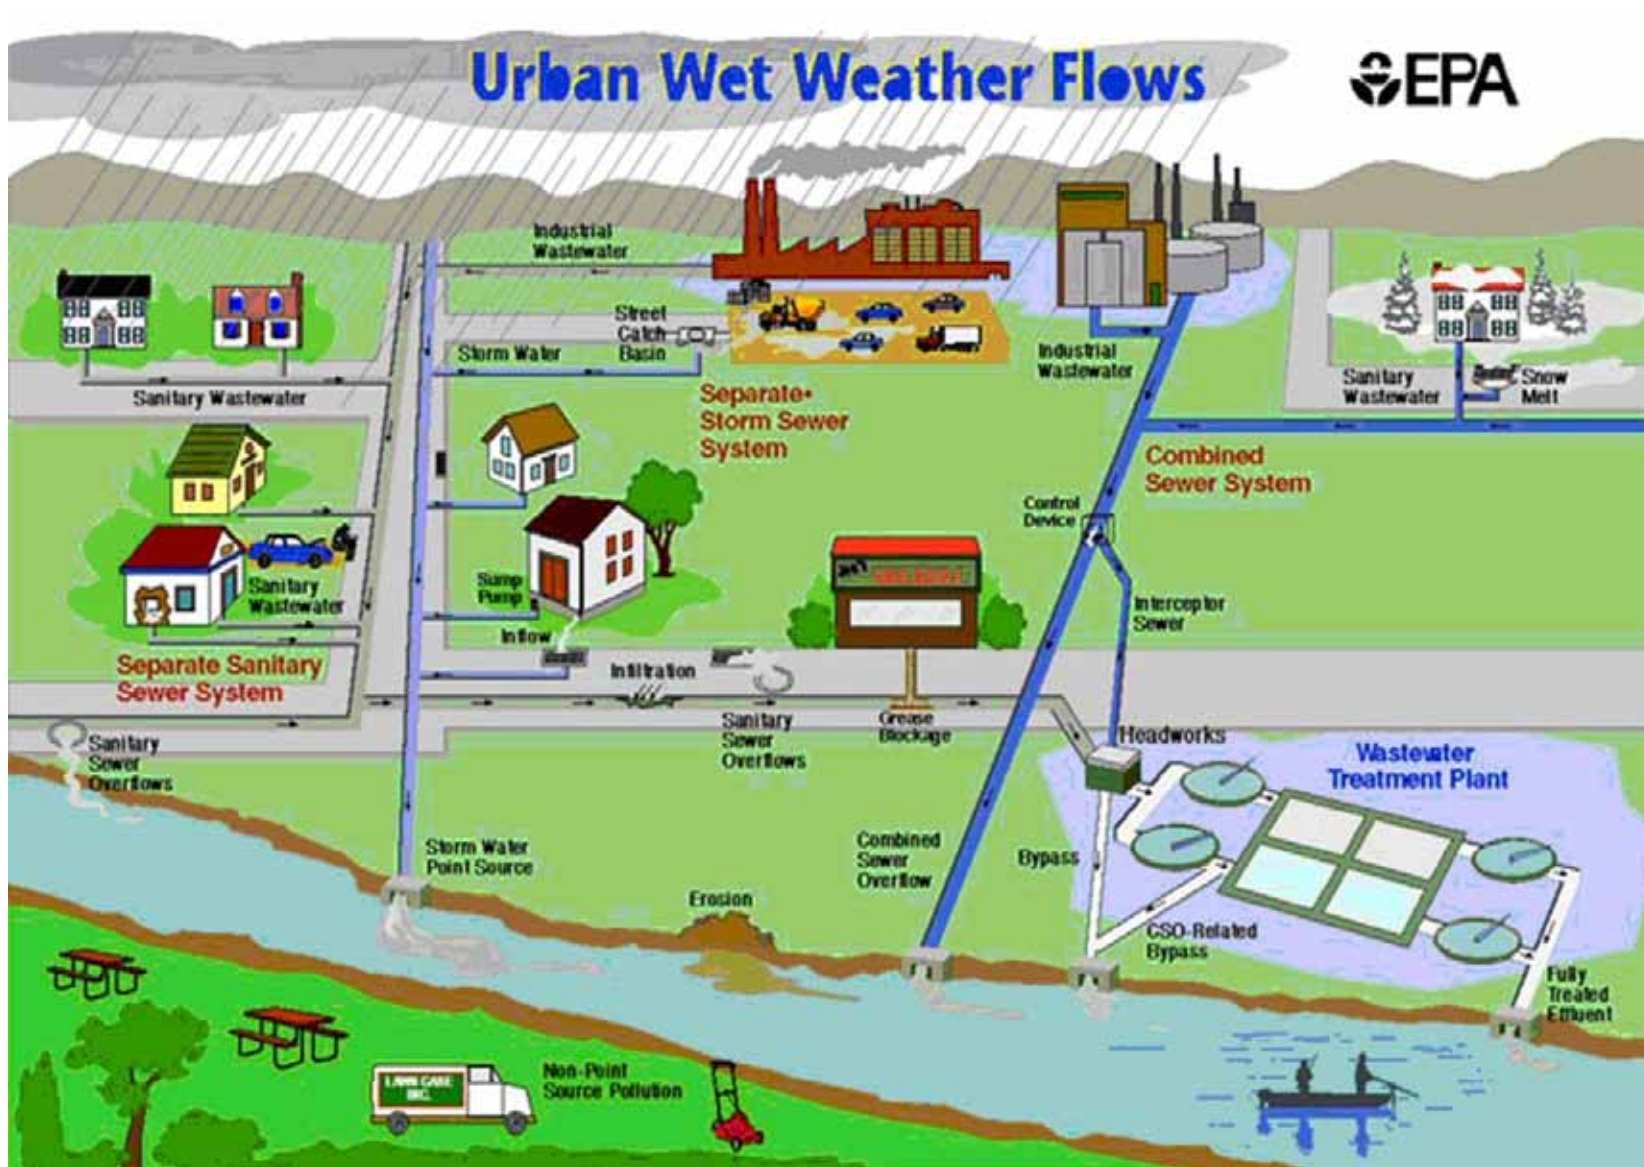 Urban Wet Weather Flows
EPA
Industrial
Wastewater
Street
Catch
Basin
Storm Water
Industrial
Wastewater
Sanitary
Wastewater
Snow
Melt
Sanitary Wastewater
Separate•
Storm Sewer
System
Combined
Sewer System
Control
Device
Sump
Pump
Sanitary
Wastewater
Interceptor
Sewer
Inflow
Infiltration
Separate Sanitary
Sewer System
Sanitary
Sewer
Overflows
Sanitary
Sewer
Overflows
Grease
Blockage
Headworks
Wastewater
Treatment Plant
Storm Water
Point Source
Combined
Sewer
Overflow
Bypass
Erosion
CSO-Related
Bypass
Fully
Treated
Effluent
LAWN CARE
INC.
Non-Point
Source Pollution